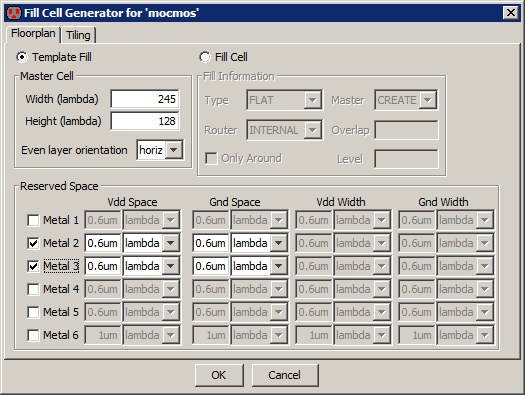 Fill Cell Generator for 'mocmos'
Floorplan Tiling
Template Fill Fill Cell
Master Cell Fill Information
Width (lambda) 245 Type FLAT Master CREATE
Height (lambda) 128 Router INTERNAL Overlap
Even layer orientation horiz Only Around Level
Reserved Space
Vdd Space Gnd Space Vdd Width Gnd Width
Metal 1 0.6um lambda 0.6um lambda 0.6um lambda 0.6um lambda
Metal 2 0.6um lambda 0.6um lambda 0.6um lambda 0.6um lambda
Metal 3 0.6um lambda 0.6um lambda 0.6um lambda 0.6um lambda
Metal 4 0.6um lambda 0.6um lambda 0.6um lambda 0.6um lambda
Metal 5 0.6um lambda 0.6um lambda 0.6um lambda 0.6um lambda
Metal 6 1um lambda 1um lambda 1um lambda 1um lambda
OK Cancel